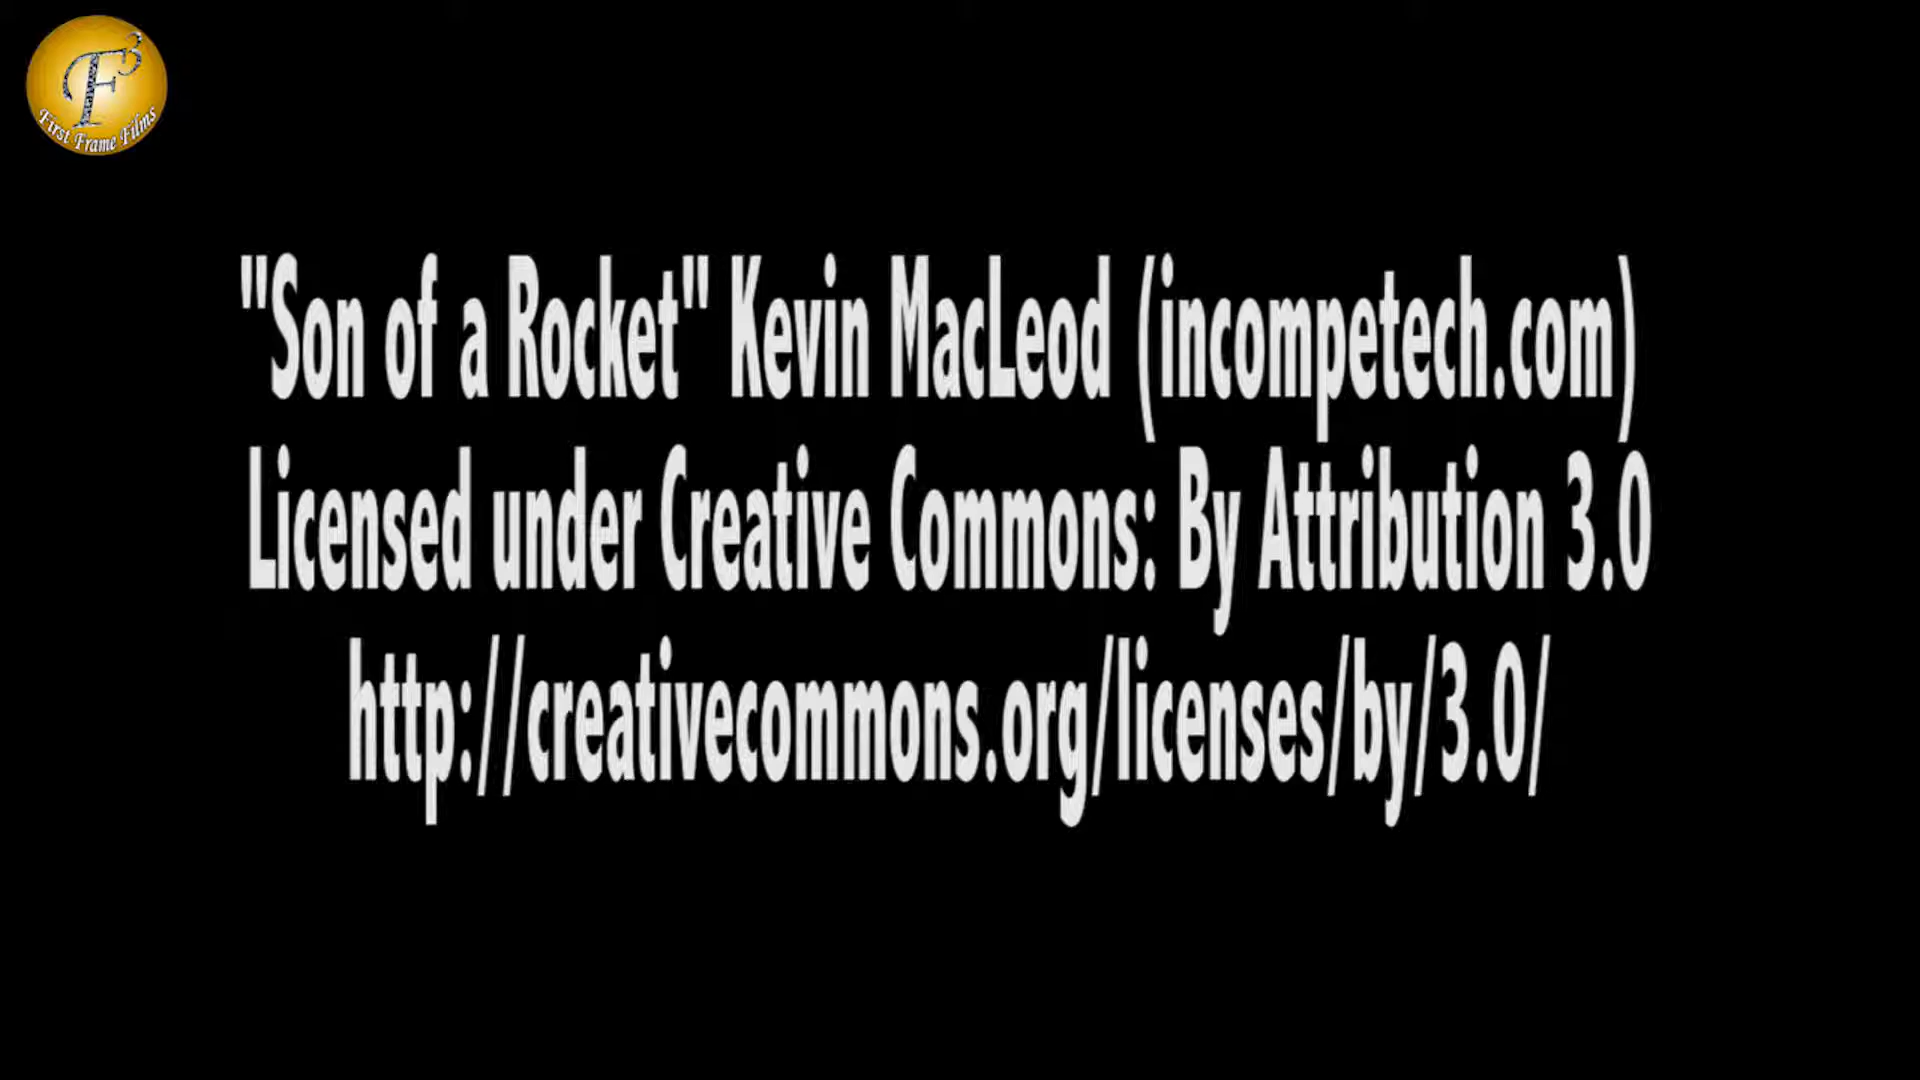 F3
First Frame Films
"Son of a Rocket" Kevin MacLeod (incompetech.com)
Licensed under Creative Commons: By Attribution 3.0
http://creativecommons.org/licenses/by/3.0/